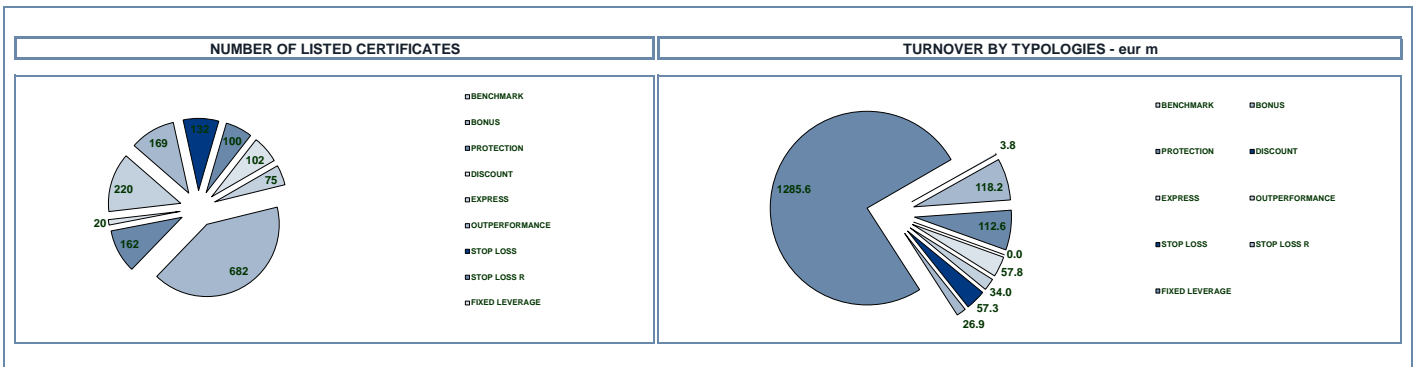 NUMBER OF LISTED CERTIFICATES
132
100
169
102
75
220
20
162
682
BENCHMARK
BONUS
PROTECTION
DISCOUNT
EXPRESS
OUTPERFORMANCE
STOP LOSS
STOP LOSS R
FIXED LEVERAGE
TURNOVER BY TYPOLOGIES - eur m
3.8
1285.6
118.2
112.6
0.0
57.8
34.0
57.3
26.9
BENCHMARK BONUS
PROTECTION DISCOUNT
EXPRESS OUTPERFORMANCE
STOP LOSS STOP LOSS R
FIXED LEVERAGE